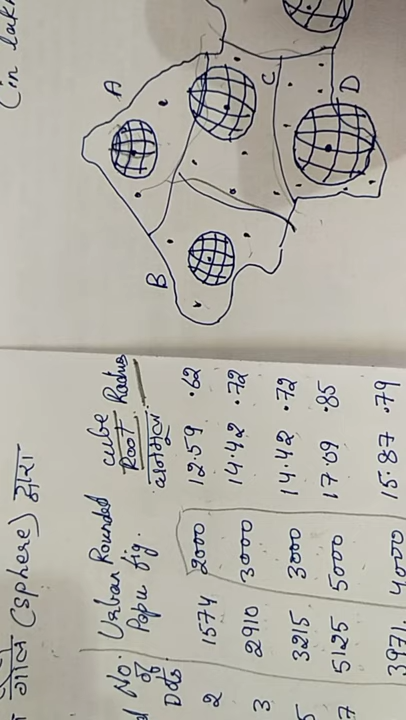 (in lakh
गोले (sphere) द्वारा
No. Urban Rounded Cube Radius
of Popu fig. Root
Dots घनमूल
2 1574 2000 12.59 .62
3 2910 3000 14.42 .72
5 3215 3000 14.42 .72
7 5125 5000 17.09 .85
3971 4000 15.87 .79
A
B
C
D